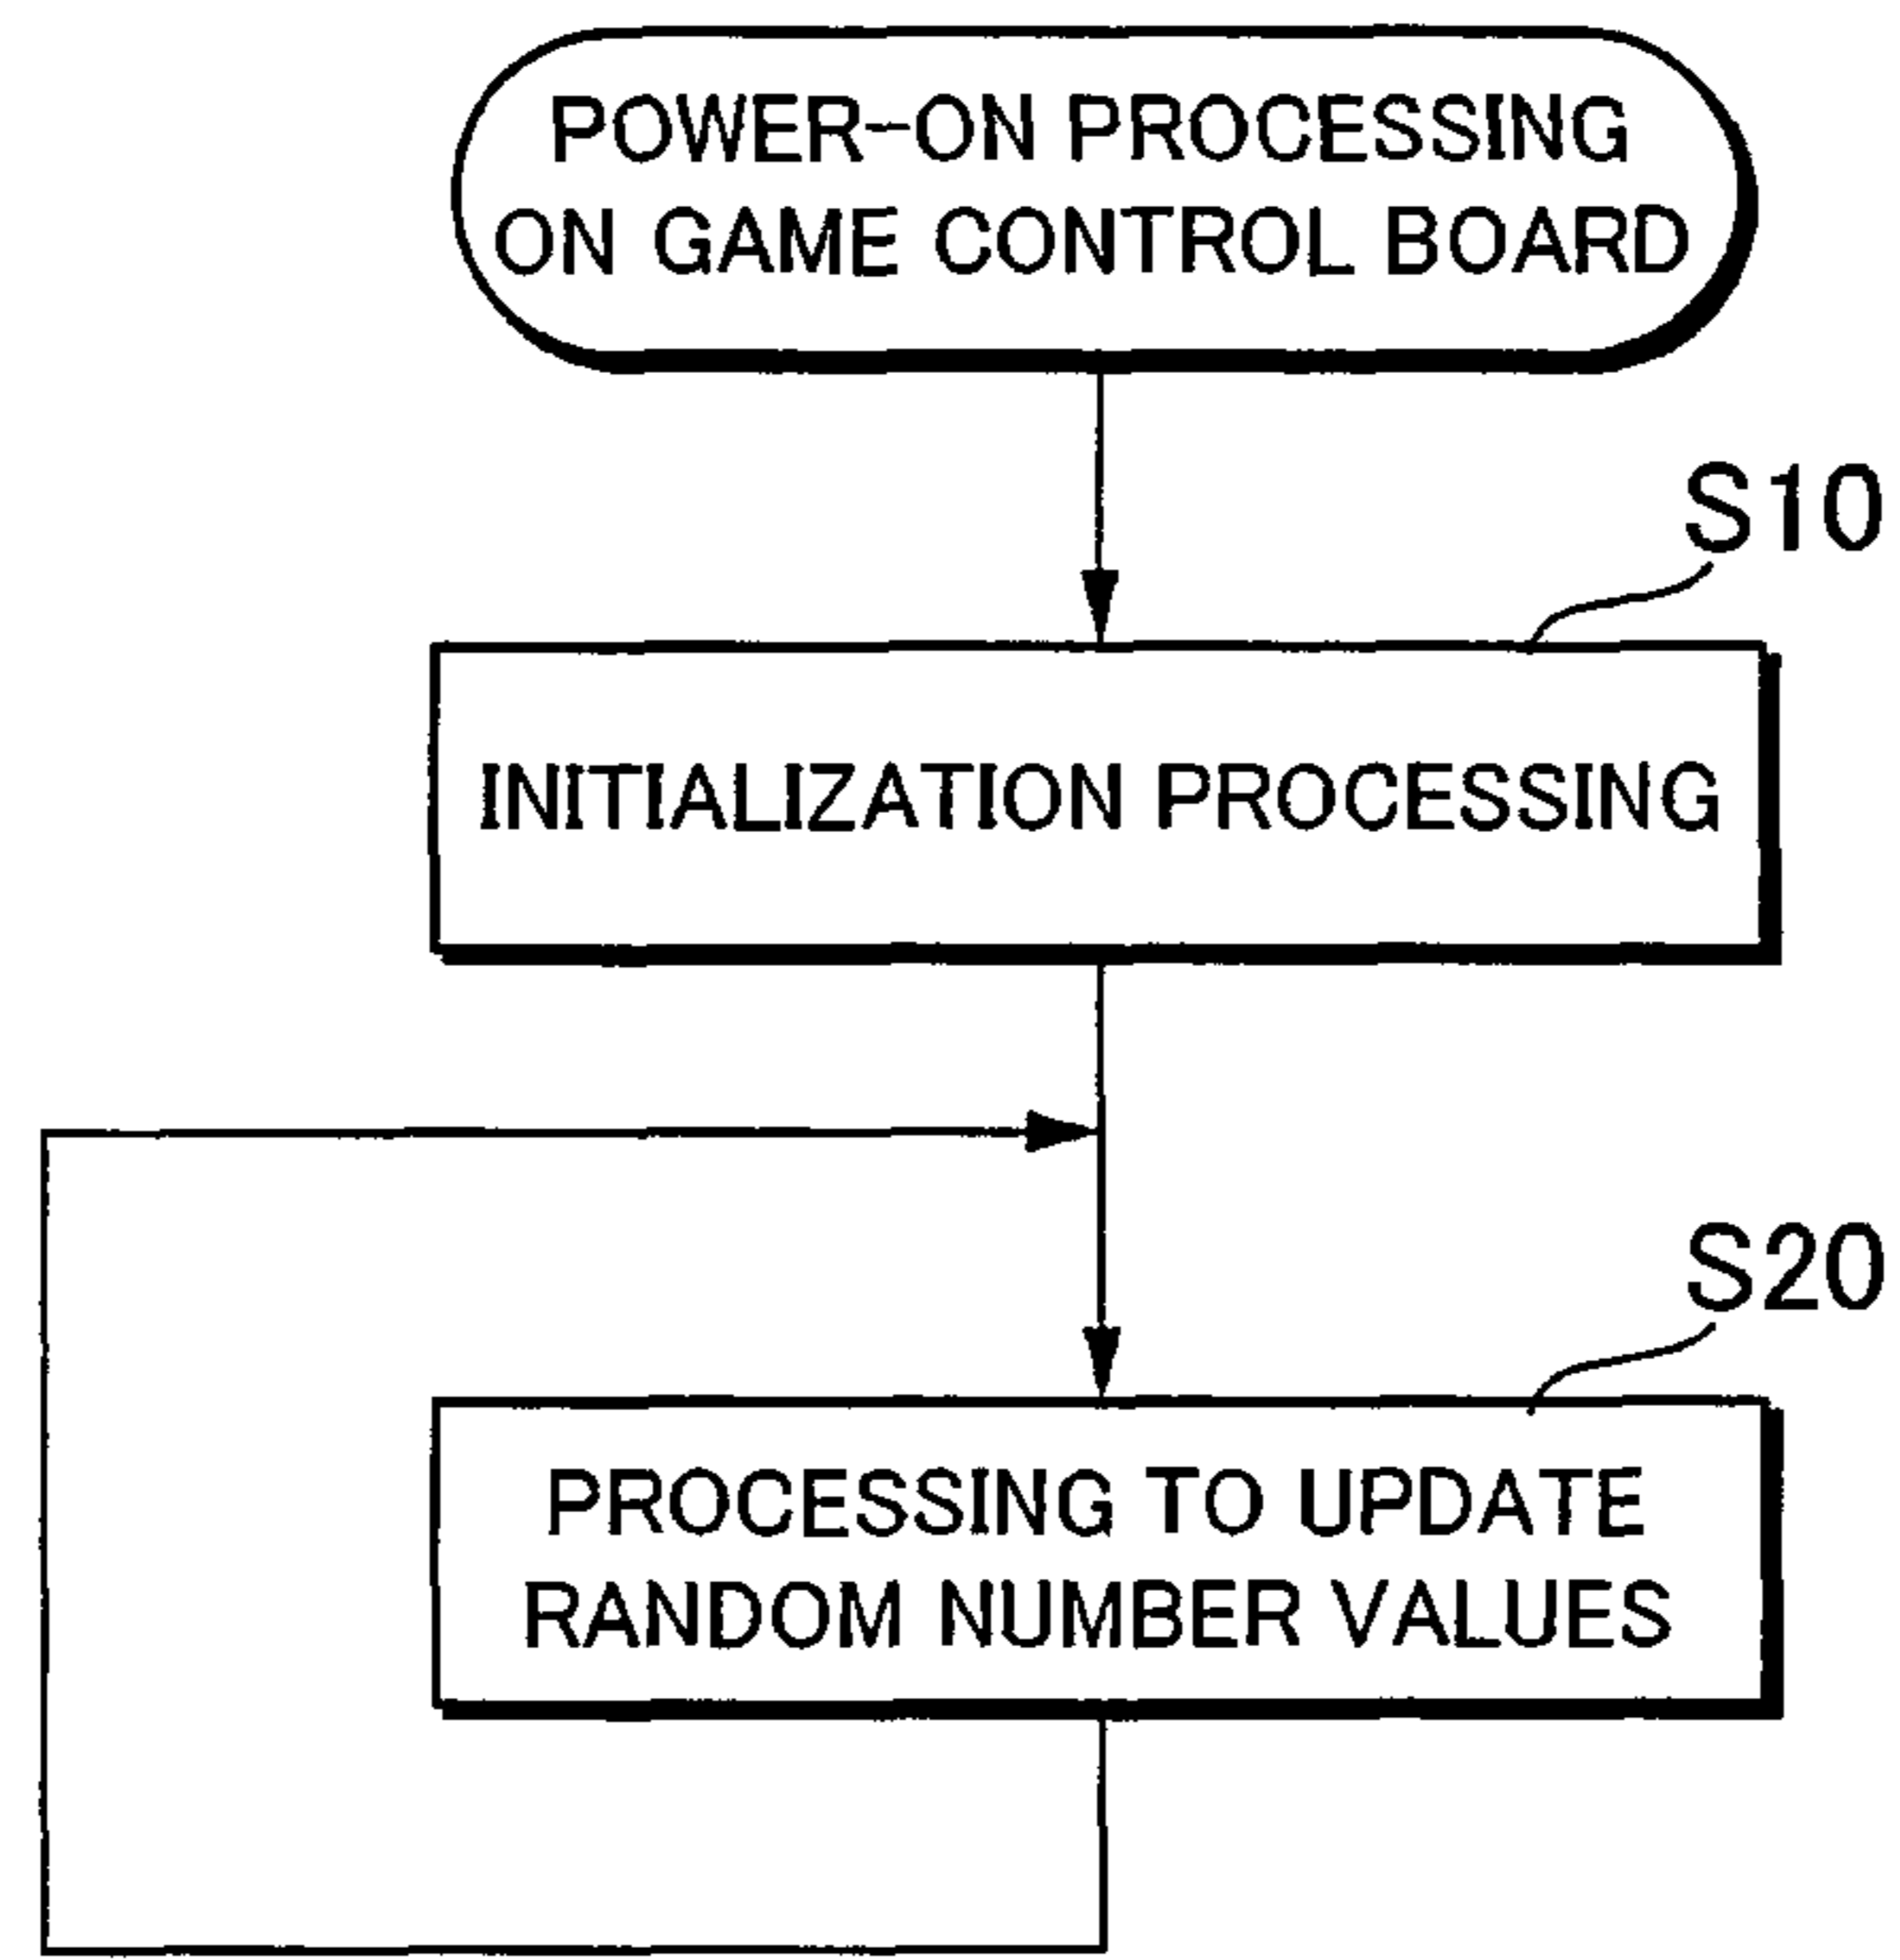 POWER-ON PROCESSING
ON GAME CONTROL BOARD
S10
INITIALIZATION PROCESSING
S20
PROCESSING TO UPDATE
RANDOM NUMBER VALUES